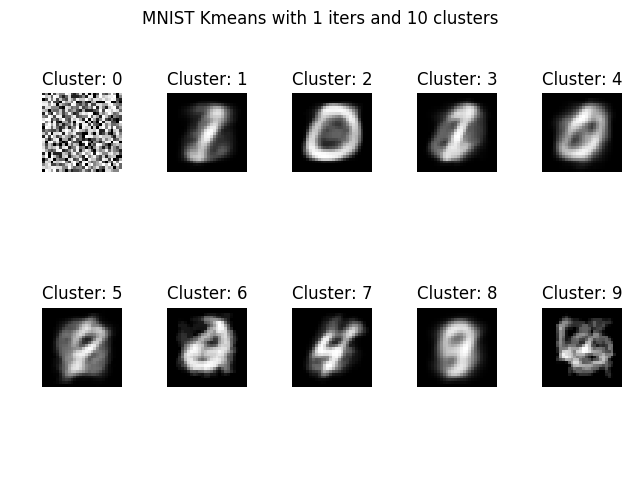 MNIST Kmeans with 1 iters and 10 clusters
Cluster: 0
Cluster: 1
Cluster: 2
Cluster: 3
Cluster: 4
Cluster: 5
Cluster: 6
Cluster: 7
Cluster: 8
Cluster: 9